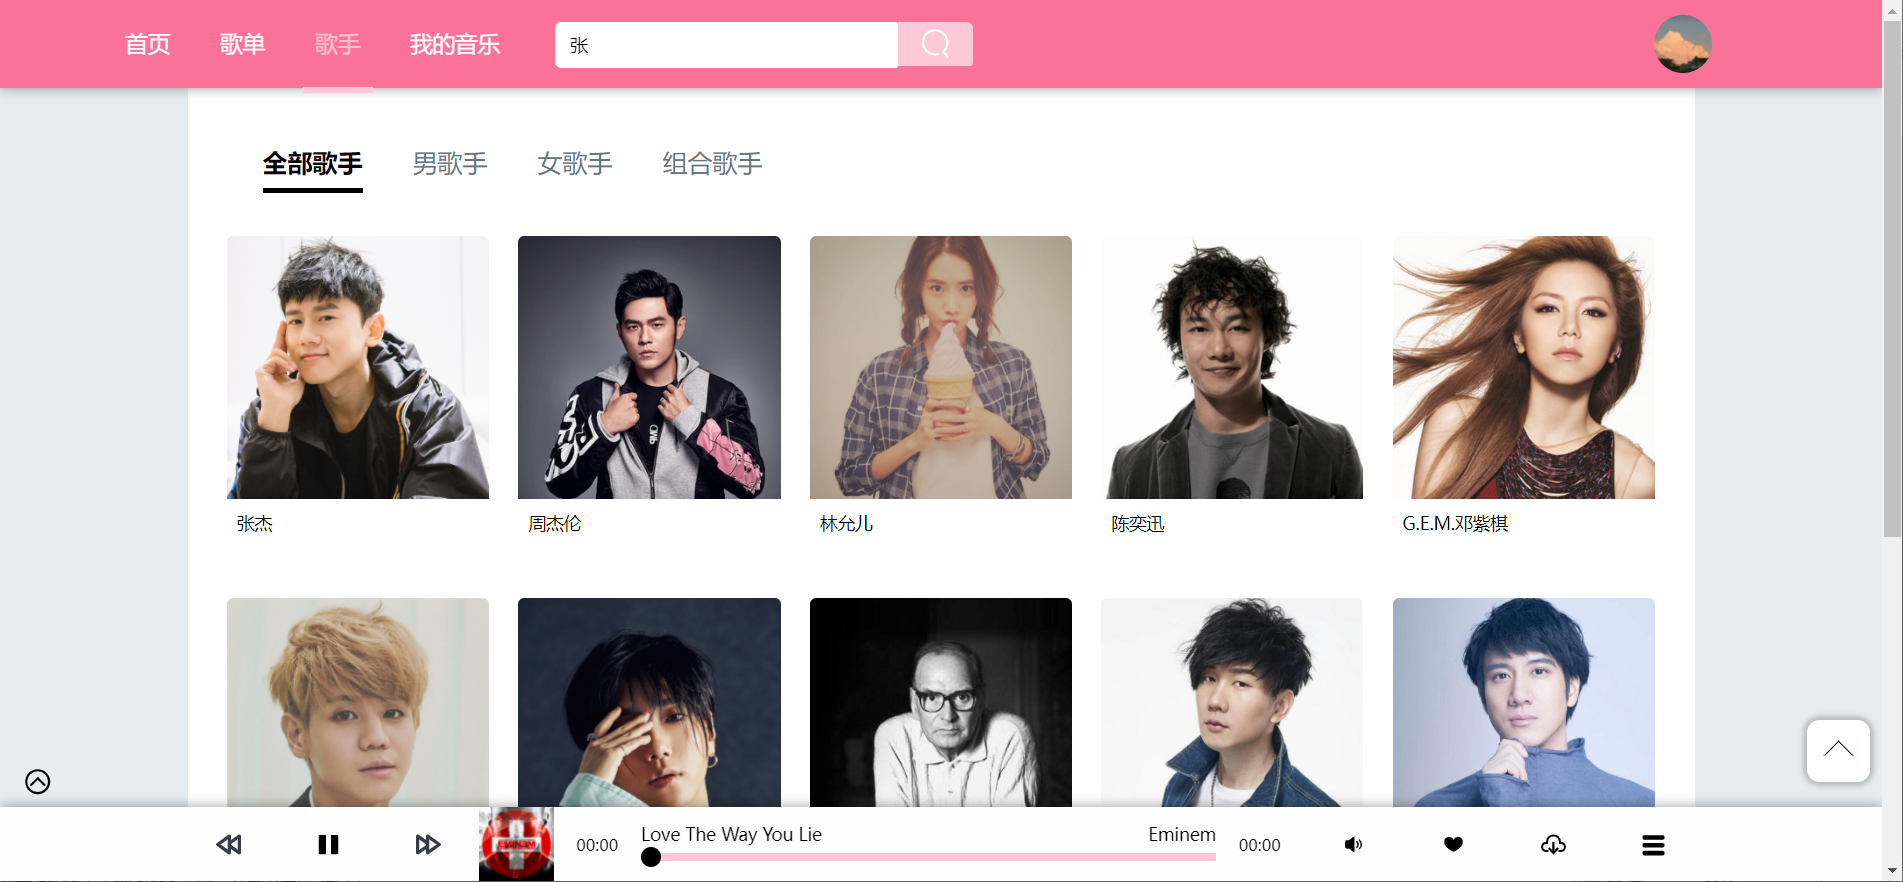 首页 歌单 歌手 我的音乐 张
全部歌手 男歌手 女歌手 组合歌手
张杰 周杰伦 林允儿 陈奕迅 G.E.M.邓紫棋
EMINEM
00:00 Love The Way You Lie Eminem 00:00